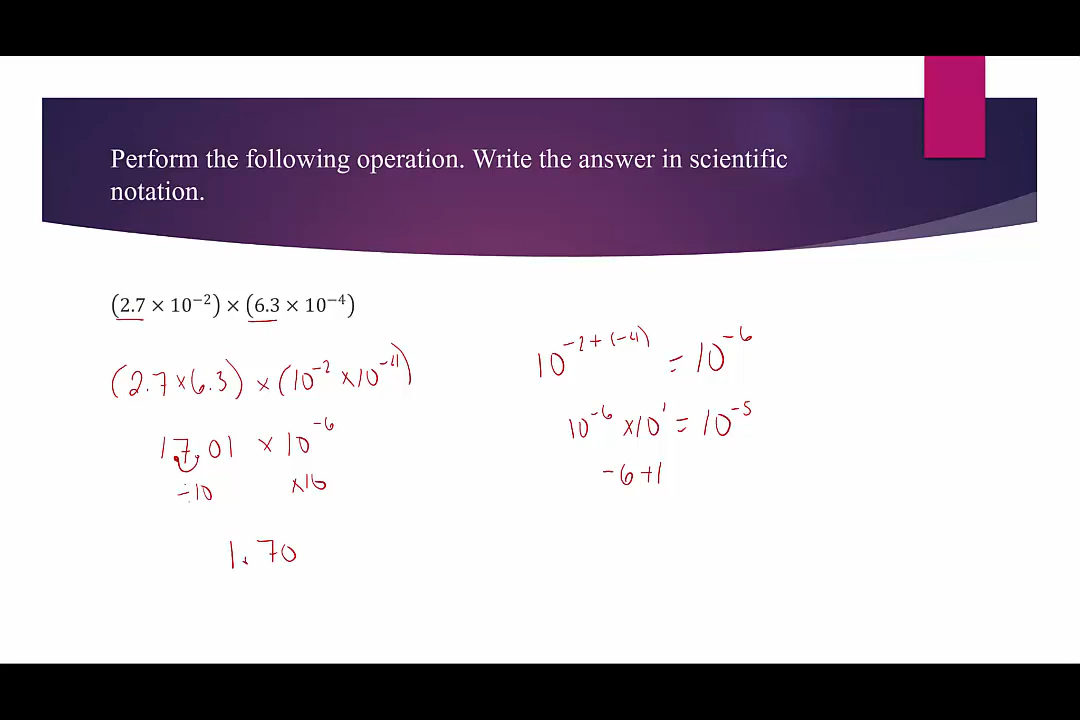 Perform the following operation. Write the answer in scientific
notation.
(2.7 × 10⁻²) × (6.3 × 10⁻⁴)
(2.7 × 6.3) × (10⁻² × 10⁻⁴)
17.01 × 10⁻⁶
÷10 ×10
1.70
10⁻²⁺⁽⁻⁴⁾ = 10⁻⁶
10⁻⁶ × 10¹ = 10⁻⁵
-6+1